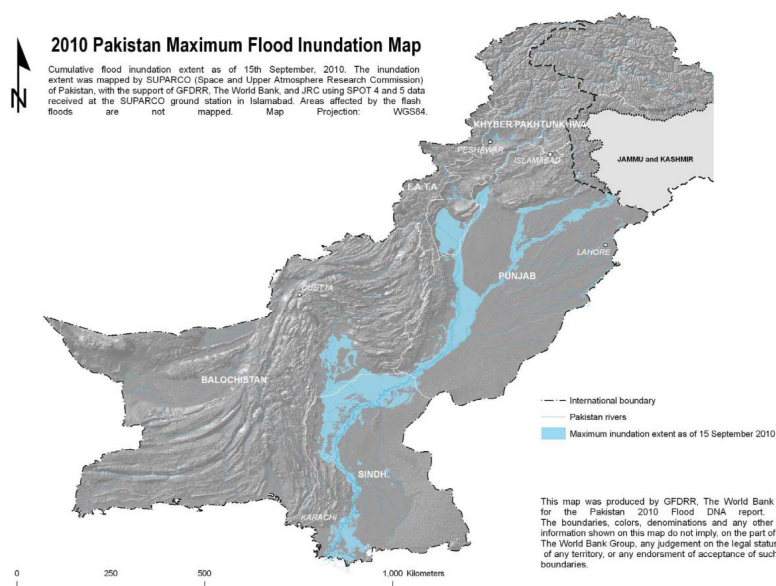 2010 Pakistan Maximum Flood Inundation Map
Cumulative flood inundation extent as of 15th September, 2010. The inundation
extent was mapped by SUPARCO (Space and Upper Atmosphere Research Commission)
of Pakistan, with the support of GFDRR, The World Bank, and JRC using SPOT 4 and 5 data
received at the SUPARCO ground station in Islamabad. Areas affected by the flash
floods are not mapped. Map Projection: WGS84.
N
KHYBER PAKHTUNKHWA
PESHAWAR
ISLAMABAD
JAMMU and KASHMIR
F.A.T.A
LAHORE
PUNJAB
QUETTA
BALOCHISTAN
International boundary
Pakistan rivers
Maximum inundation extent as of 15 September 2010
SINDH
KARACHI
This map was produced by GFDRR, The World Bank
for the Pakistan 2010 Flood DNA report.
The boundaries, colors, denominations and any other
information shown on this map do not imply, on the part of
The World Bank Group, any judgement on the legal status
of any territory, or any endorsement of acceptance of such
boundaries.
0 250 500 1,000 Kilometers